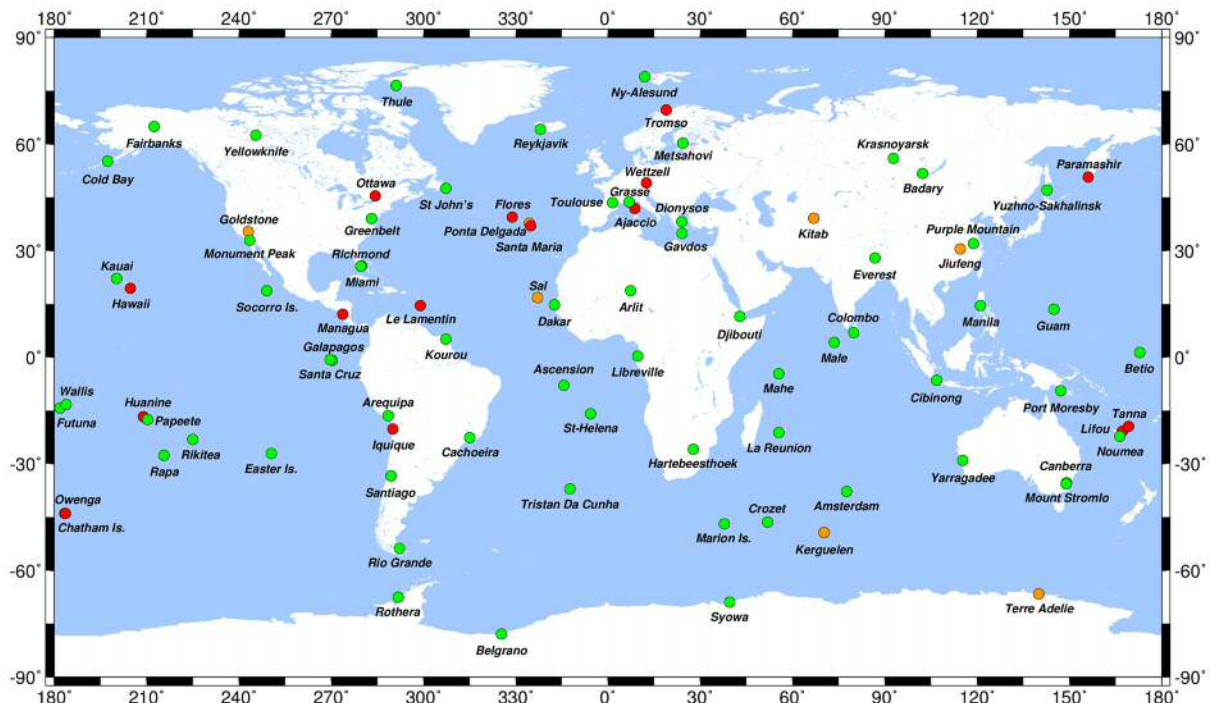 180˚ 210˚ 240˚ 270˚ 300˚ 330˚ 0˚ 30˚ 60˚ 90˚ 120˚ 150˚ 180˚
90˚ 90˚
Ny-Alesund
Thule
Tromso
Fairbanks
Reykjavik
Metsahovi
Krasnoyarsk
60˚ 60˚
Yellowknife
Wettzell
Paramashir
Cold Bay
Ottawa
Grasse
Badary
St John's
Flores
Toulouse
Yuzhno-Sakhalinsk
Goldstone
Greenbelt
Ponta Delgada
Ajaccio
Dionysos
Kitab
Purple Mountain
Santa Maria
Gavdos
Monument Peak
Richmond
Jiufeng
30˚ 30˚
Kauai
Miami
Everest
Hawaii
Socorro Is.
Sal
Arlit
Le Lamentin
Dakar
Colombo
Manila
Guam
Managua
Djibouti
Galapagos
Kourou
Male
0˚ 0˚
Santa Cruz
Ascension
Libreville
Betio
Wallis
Mahe
Cibinong
Huanine
Arequipa
Port Moresby
Tanna
Futuna
Papeete
St-Helena
Lifou
Iquique
Cachoeira
La Reunion
Noumea
Rikitea
Hartebeesthoek
Rapa
Easter Is.
Yarragadee
Canberra
-30˚ -30˚
Santiago
Mount Stromlo
Owenga
Tristan Da Cunha
Amsterdam
Chatham Is.
Crozet
Marion Is.
Kerguelen
Rio Grande
-60˚ -60˚
Rothera
Syowa
Terre Adelie
Belgrano
-90˚ -90˚
180˚ 210˚ 240˚ 270˚ 300˚ 330˚ 0˚ 30˚ 60˚ 90˚ 120˚ 150˚ 180˚